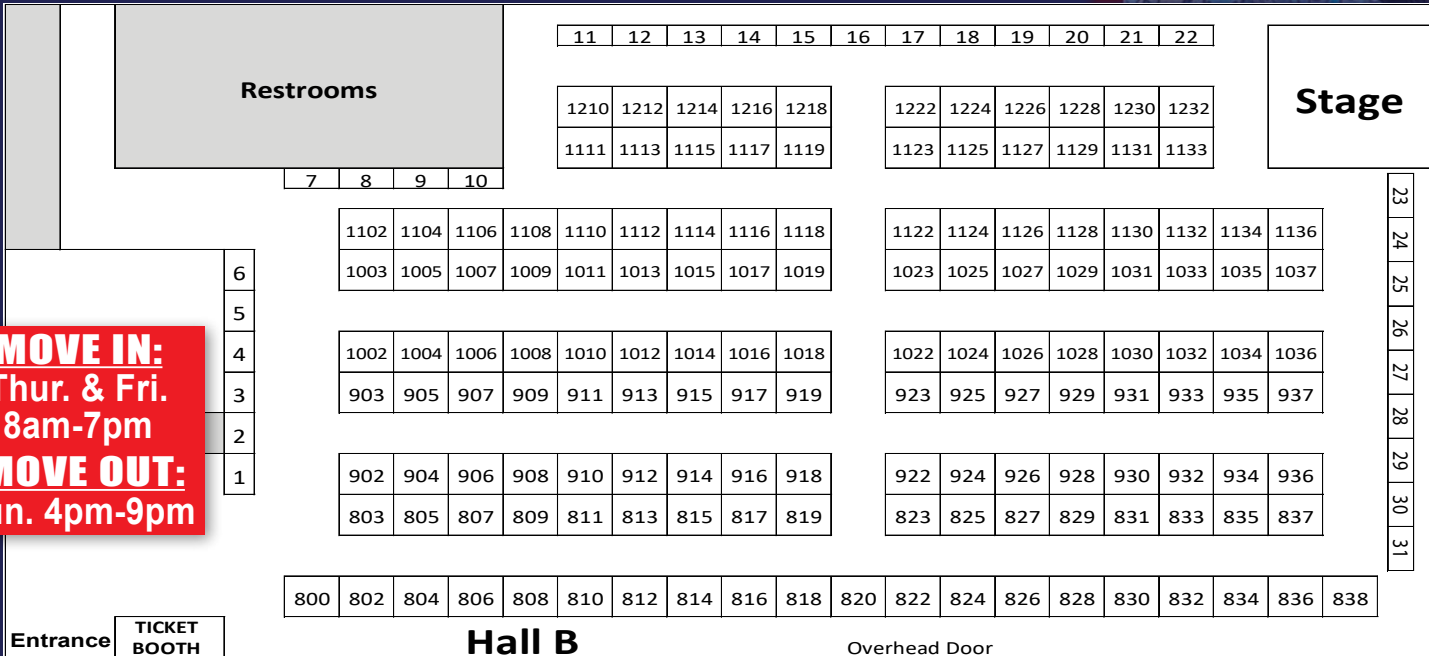 11 12 13 14 15 16 17 18 19 20 21 22
Restrooms
Stage
1210 1212 1214 1216 1218 1222 1224 1226 1228 1230 1232
1111 1113 1115 1117 1119 1123 1125 1127 1129 1131 1133
7 8 9 10
23
24
25
26
27
28
29
30
31
1102 1104 1106 1108 1110 1112 1114 1116 1118 1122 1124 1126 1128 1130 1132 1134 1136
1003 1005 1007 1009 1011 1013 1015 1017 1019 1023 1025 1027 1029 1031 1033 1035 1037
6
5
4
3
2
1
MOVE IN:
Thur. & Fri.
8am-7pm
MOVE OUT:
4pm-9pm
1002 1004 1006 1008 1010 1012 1014 1016 1018 1022 1024 1026 1028 1030 1032 1034 1036
903 905 907 909 911 913 915 917 919 923 925 927 929 931 933 935 937
902 904 906 908 910 912 914 916 918 922 924 926 928 930 932 934 936
803 805 807 809 811 813 815 817 819 823 825 827 829 831 833 835 837
800 802 804 806 808 810 812 814 816 818 820 822 824 826 828 830 832 834 836 838
Entrance
TICKET
BOOTH
Hall B
Overhead Door